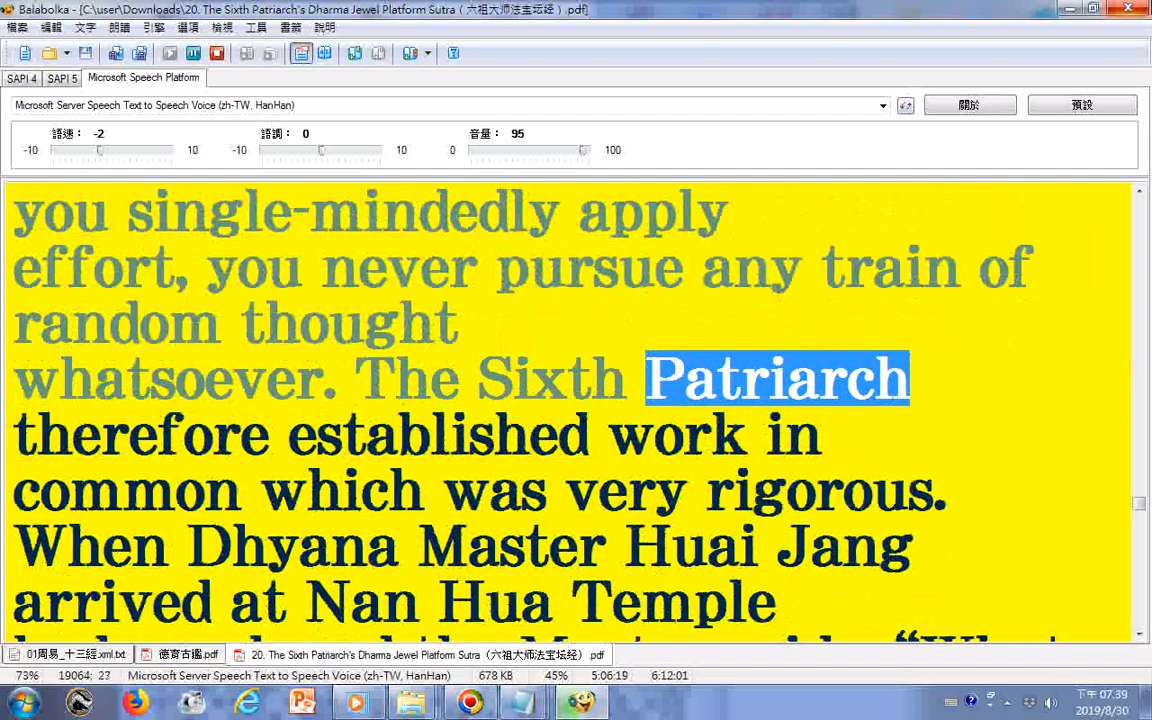 Balabolka - [C:\user\Downloads\20. The Sixth Patriarch's Dharma Jewel Platform Sutra（六祖大师法宝坛经）.pdf]
檔案 編輯 文字 朗讀 引擎 選項 檢視 工具 書籤 說明
SAPI 4 SAPI 5 Microsoft Speech Platform
Microsoft Server Speech Text to Speech Voice (zh-TW, HanHan) 關於 預設
語速： -2 語調： 0 音量： 95
-10 10 -10 10 0 100
you single-mindedly apply
effort, you never pursue any train of
random thought
whatsoever. The Sixth Patriarch
therefore established work in
common which was very rigorous.
When Dhyana Master Huai Jang
arrived at Nan Hua Temple
01周易_十三經.xml.txt 德育古鑑.pdf 20. The Sixth Patriarch's Dharma Jewel Platform Sutra（六祖大师法宝坛经）.pdf
73% 19064; 27 Microsoft Server Speech Text to Speech Voice (zh-TW, HanHan) 678 KB 45% 5:06:19 6:12:01
下午 07:39
2019/8/30